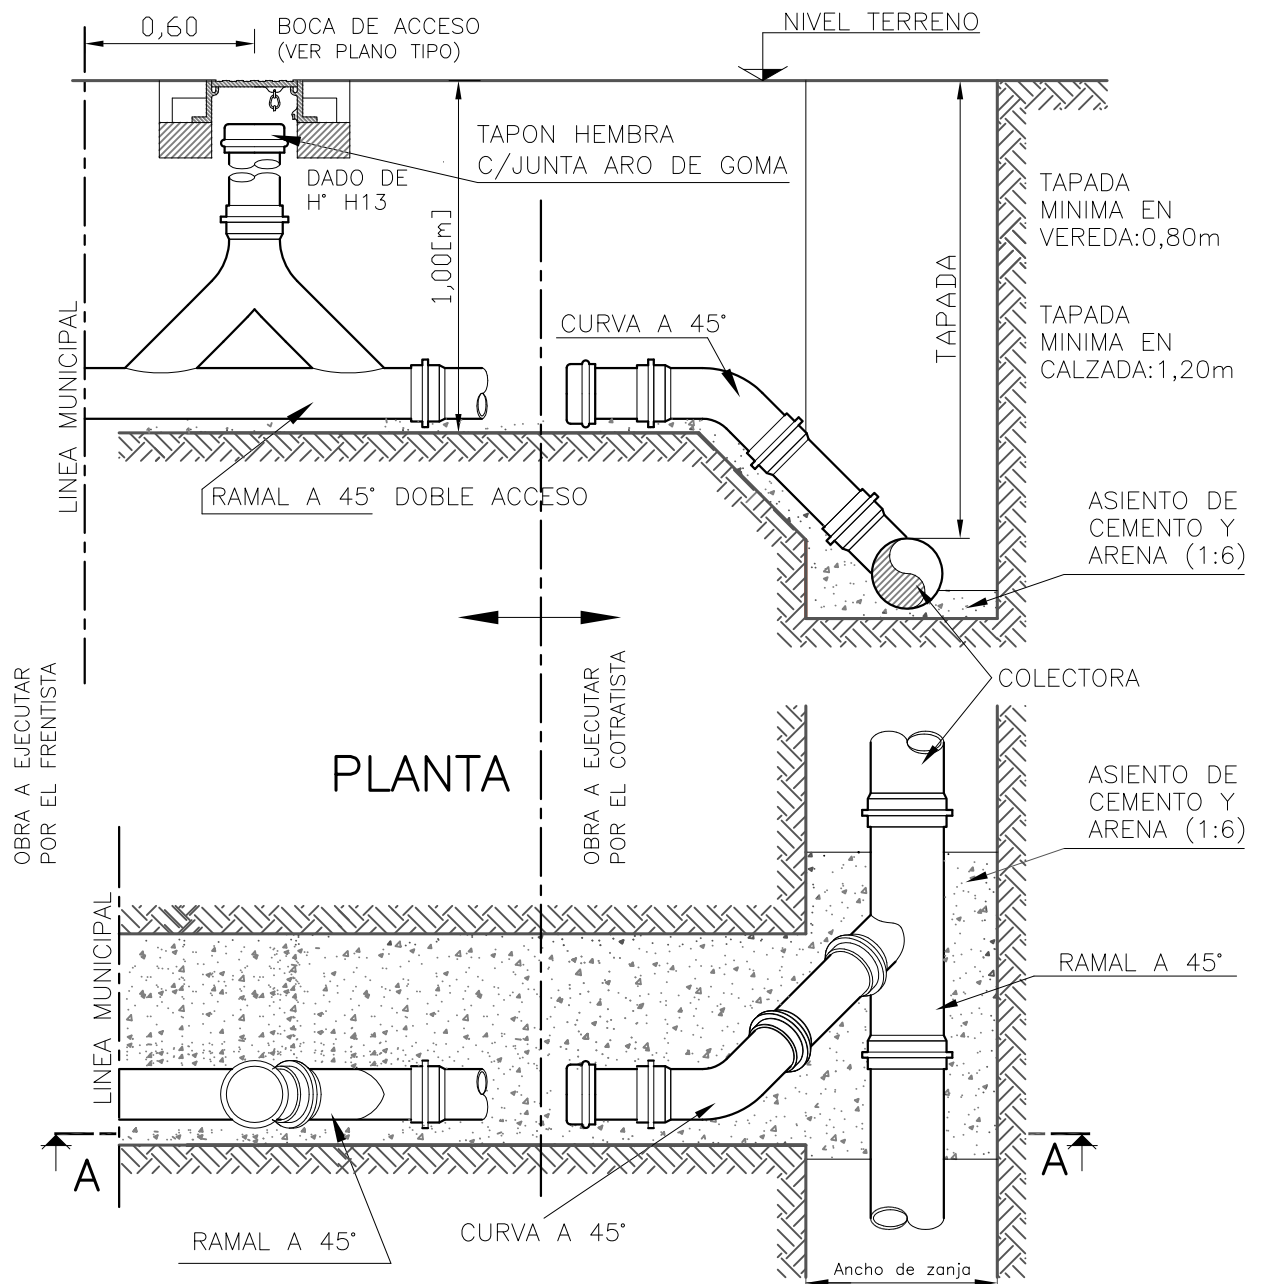 0,60
BOCA DE ACCESO
(VER PLANO TIPO)
NIVEL TERRENO
TAPON HEMBRA
C/JUNTA ARO DE GOMA
DADO DE
H° H13
1,00[m]
TAPADA
TAPADA
MINIMA EN
VEREDA:0,80m
TAPADA
MINIMA EN
CALZADA:1,20m
LINEA MUNICIPAL
CURVA A 45°
RAMAL A 45° DOBLE ACCESO
ASIENTO DE
CEMENTO Y
ARENA (1:6)
COLECTORA
OBRA A EJECUTAR
POR EL FRENTISTA
OBRA A EJECUTAR
POR EL COTRATISTA
PLANTA
ASIENTO DE
CEMENTO Y
ARENA (1:6)
LINEA MUNICIPAL
RAMAL A 45°
A
A
RAMAL A 45°
CURVA A 45°
Ancho de zanja